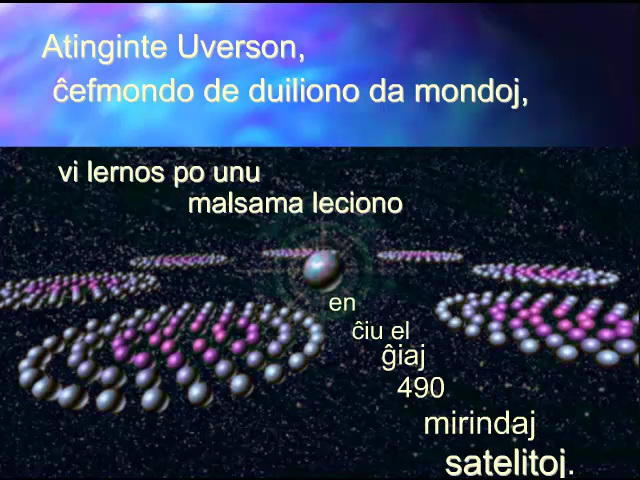 Atinginte Uverson,
ĉefmondo de duiliono da mondoj,
vi lernos po unu
malsama leciono
en
ĉiu el
ĝiaj
490
mirindaj
satelitoj.